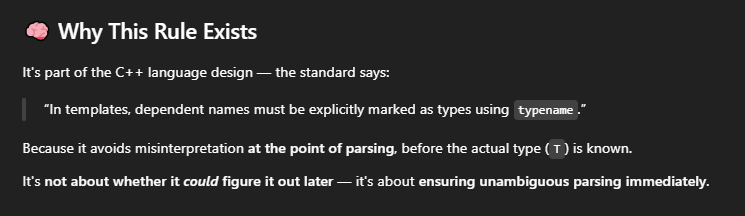 🧠 Why This Rule Exists
It's part of the C++ language design — the standard says:
“In templates, dependent names must be explicitly marked as types using typename.”
Because it avoids misinterpretation at the point of parsing, before the actual type (T) is known.
It's not about whether it could figure it out later — it's about ensuring unambiguous parsing immediately.